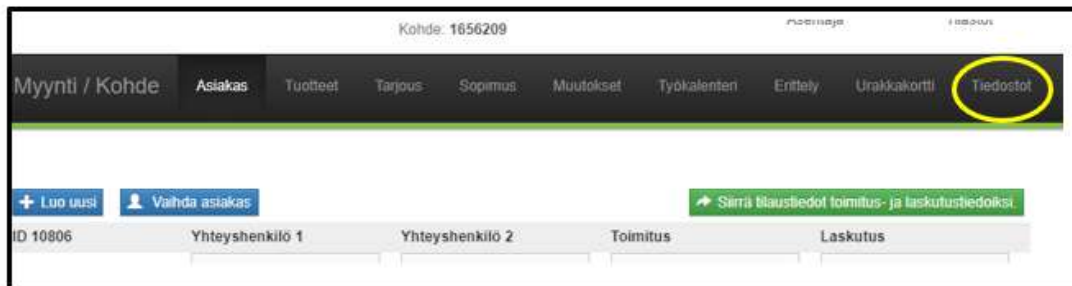 Kohde: 1656209
Myynti / Kohde Asiakas Tuotteet Tarjous Sopimus Muutokset Työkalenteri Erittely Urakkakortti Tiedostot
Luo uusi Vaihda asiakas Siirrä tilaustiedot toimitus- ja laskutustiedoiksi.
ID 10806 Yhteyshenkilö 1 Yhteyshenkilö 2 Toimitus Laskutus